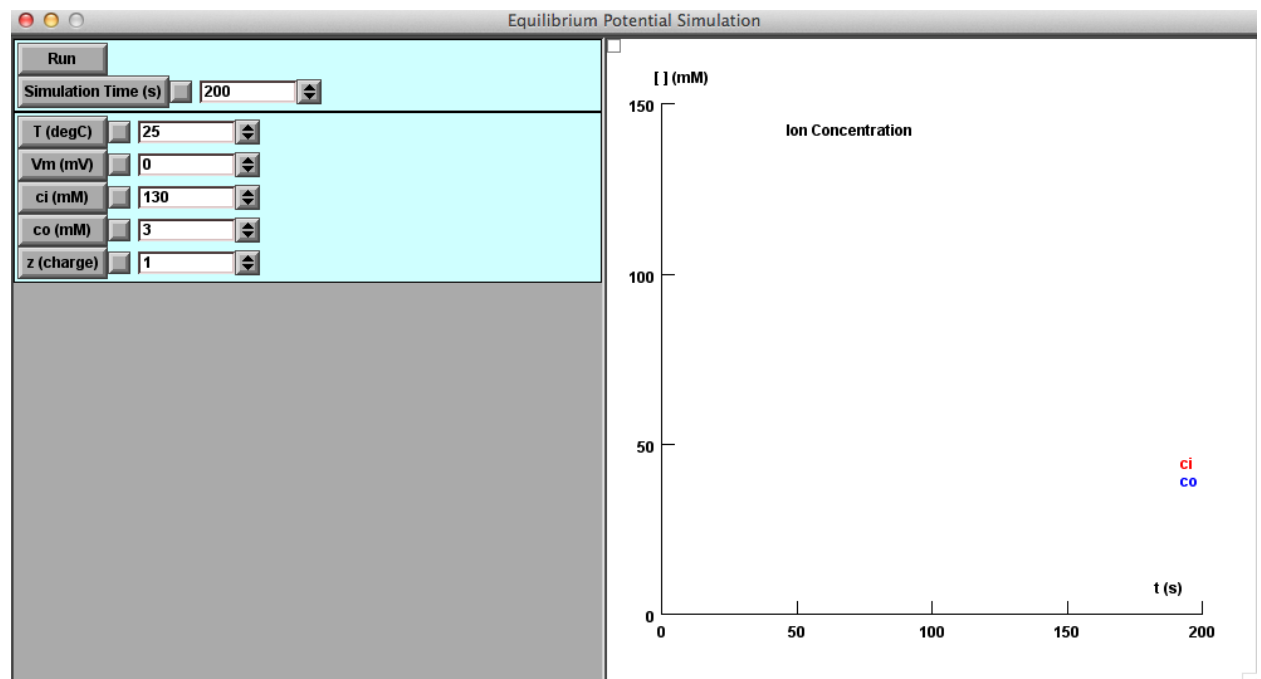 Equilibrium Potential Simulation
Run
Simulation Time (s) 200
T (degC) 25
Vm (mV) 0
ci (mM) 130
co (mM) 3
z (charge) 1
[ ] (mM)
150
Ion Concentration
100
50
ci
co
t (s)
0
0 50 100 150 200